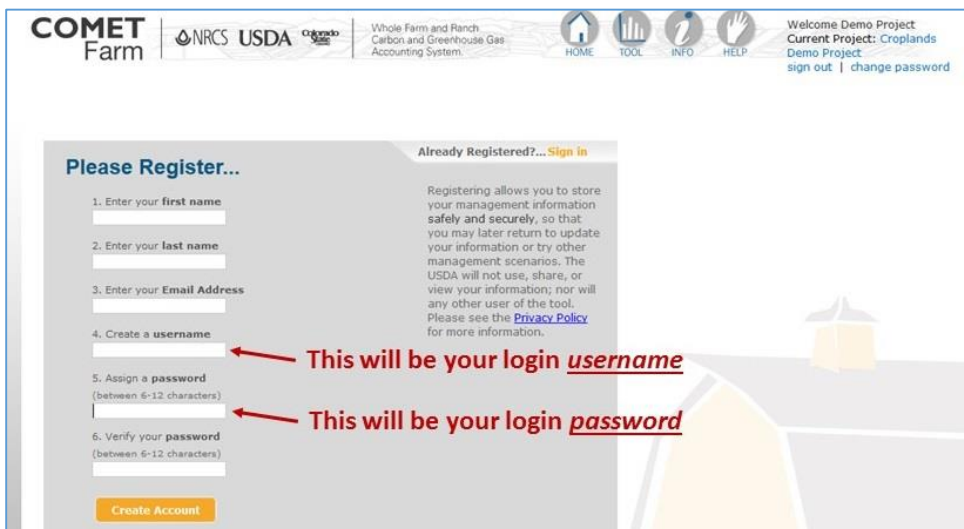 COMET
Farm
NRCS USDA Colorado State
Whole Farm and Ranch
Carbon and Greenhouse Gas
Accounting System.
HOME TOOL INFO HELP
Welcome Demo Project
Current Project: Croplands
Demo Project
sign out | change password
Please Register...
1. Enter your first name
2. Enter your last name
3. Enter your Email Address
4. Create a username
5. Assign a password
(between 6-12 characters)
6. Verify your password
(between 6-12 characters)
Create Account
Already Registered?... Sign in
Registering allows you to store
your management information
safely and securely, so that
you may later return to update
your information or try other
management scenarios. The
USDA will not use, share, or
view your information; nor will
any other user of the tool.
Please see the Privacy Policy
for more information.
This will be your login username
This will be your login password